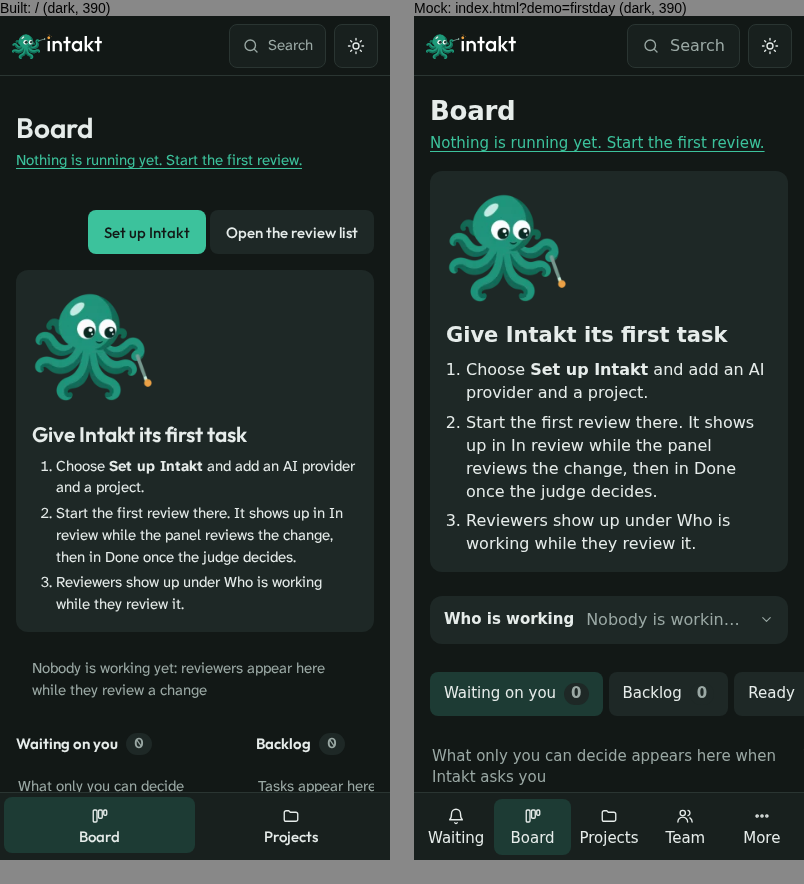 Built: / (dark, 390)
intakt
Search
Board
Nothing is running yet. Start the first review.
Set up Intakt
Open the review list
Give Intakt its first task
1. Choose Set up Intakt and add an AI provider
and a project.
2. Start the first review there. It shows up in In
review while the panel reviews the change,
then in Done once the judge decides.
3. Reviewers show up under Who is working
while they review it.
Nobody is working yet: reviewers appear here
while they review a change
Waiting on you 0
Backlog 0
What only you can decide
Tasks appear here
Board
Projects
Mock: index.html?demo=firstday (dark, 390)
intakt
Search
Board
Nothing is running yet. Start the first review.
Give Intakt its first task
1. Choose Set up Intakt and add an AI
provider and a project.
2. Start the first review there. It shows
up in In review while the panel
reviews the change, then in Done
once the judge decides.
3. Reviewers show up under Who is
working while they review it.
Who is working Nobody is workin...
Waiting on you 0
Backlog 0
Ready
What only you can decide appears here when
Intakt asks you
Waiting
Board
Projects
Team
More